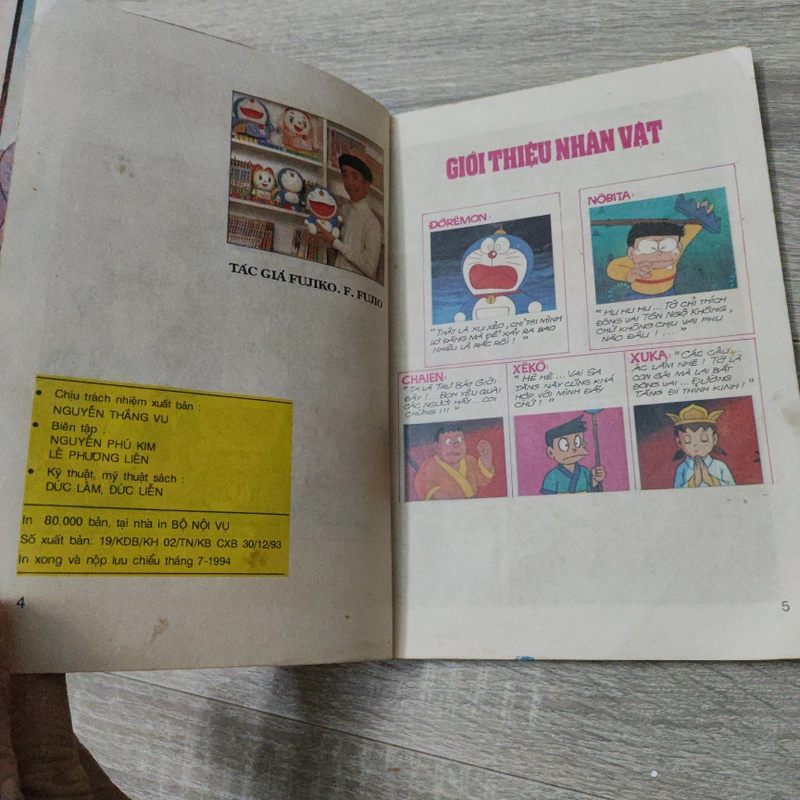 TÁC GIẢ FUJIKO. F. FUJIO
• Chịu trách nhiệm xuất bản :
NGUYỄN THẮNG VU
• Biên tập :
NGUYỄN PHÚ KIM
LÊ PHƯƠNG LIÊN
• Kỹ thuật, mỹ thuật sách :
ĐỨC LÂM, ĐỨC LIỄN
In 80.000 bản, tại nhà in BỘ NỘI VỤ
Số xuất bản: 19/KĐB/KH 02/TN/KB CXB 30/12/93
In xong và nộp lưu chiểu tháng 7-1994
4
GIỚI THIỆU NHÂN VẬT
ĐÔRÊMON:
"THẬT LÀ XUI XẺO, CHỈ TẠI MÌNH
LƠ ĐÃNG MÀ ĐỂ XẢY RA BAO
NHIÊU LÀ RẮC RỐI !"
NÔBITA:
"HU HU HU ... TỚ CHỈ THÍCH
ĐÓNG VAI TÔN NGỘ KHÔNG,
CHỨ KHÔNG CHỊU VAI PHỤ
NÀO ĐÂU ! ..."
CHAIEN:
"TA LÀ TRƯ BÁT GIỚI
ĐÂY ! BỌN YÊU QUÁI
CÁC NGƯƠI HÃY ... COI
CHỪNG !!!"
XÊKÔ:
"HÊ HÊ ... VAI SA
TĂNG NÀY CŨNG KHÁ
HỢP VỚI MÌNH ĐẤY
CHỨ !"
XUKA: "CÁC CẬU
ÁC LẮM NHÉ ! TỚ LÀ
CON GÁI MÀ LẠI BẮT
ĐÓNG VAI ... ĐƯỜNG
TĂNG ĐI THỈNH KINH !"
5